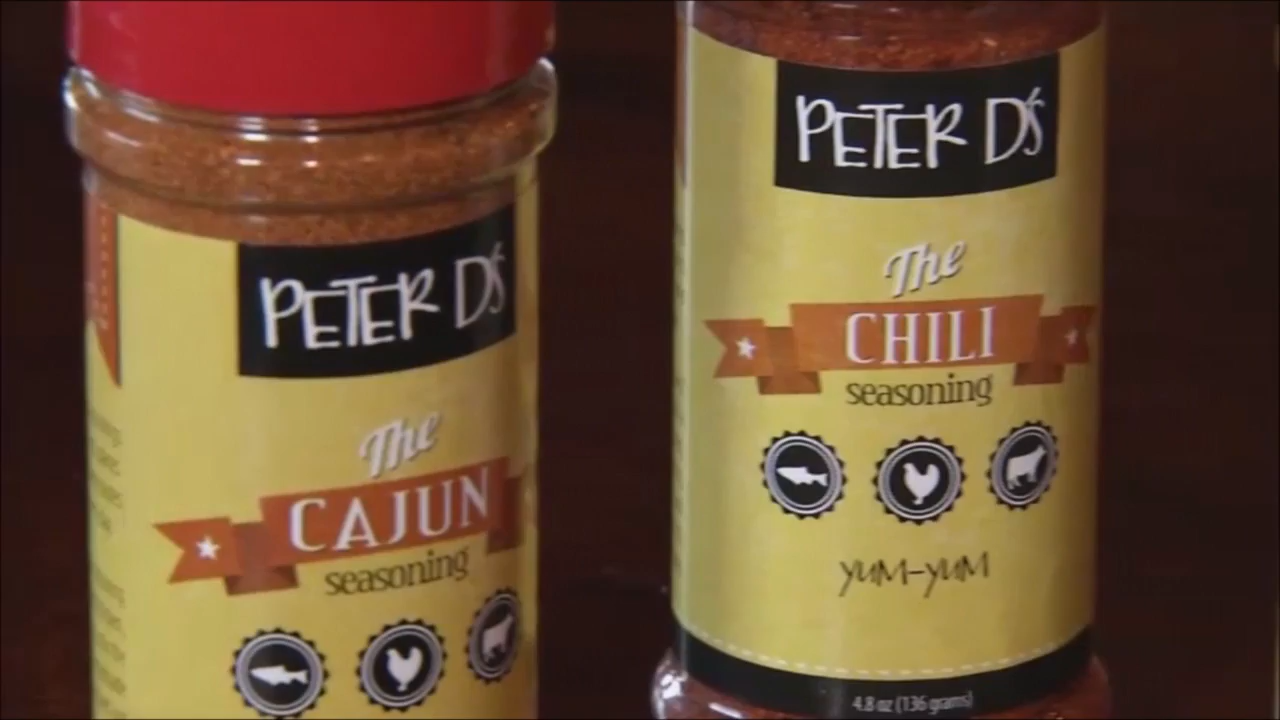 PETER D'S
The
CAJUN
seasoning
PETER D'S
The
CHILI
seasoning
YUM-YUM
4.8 oz (136 grams)